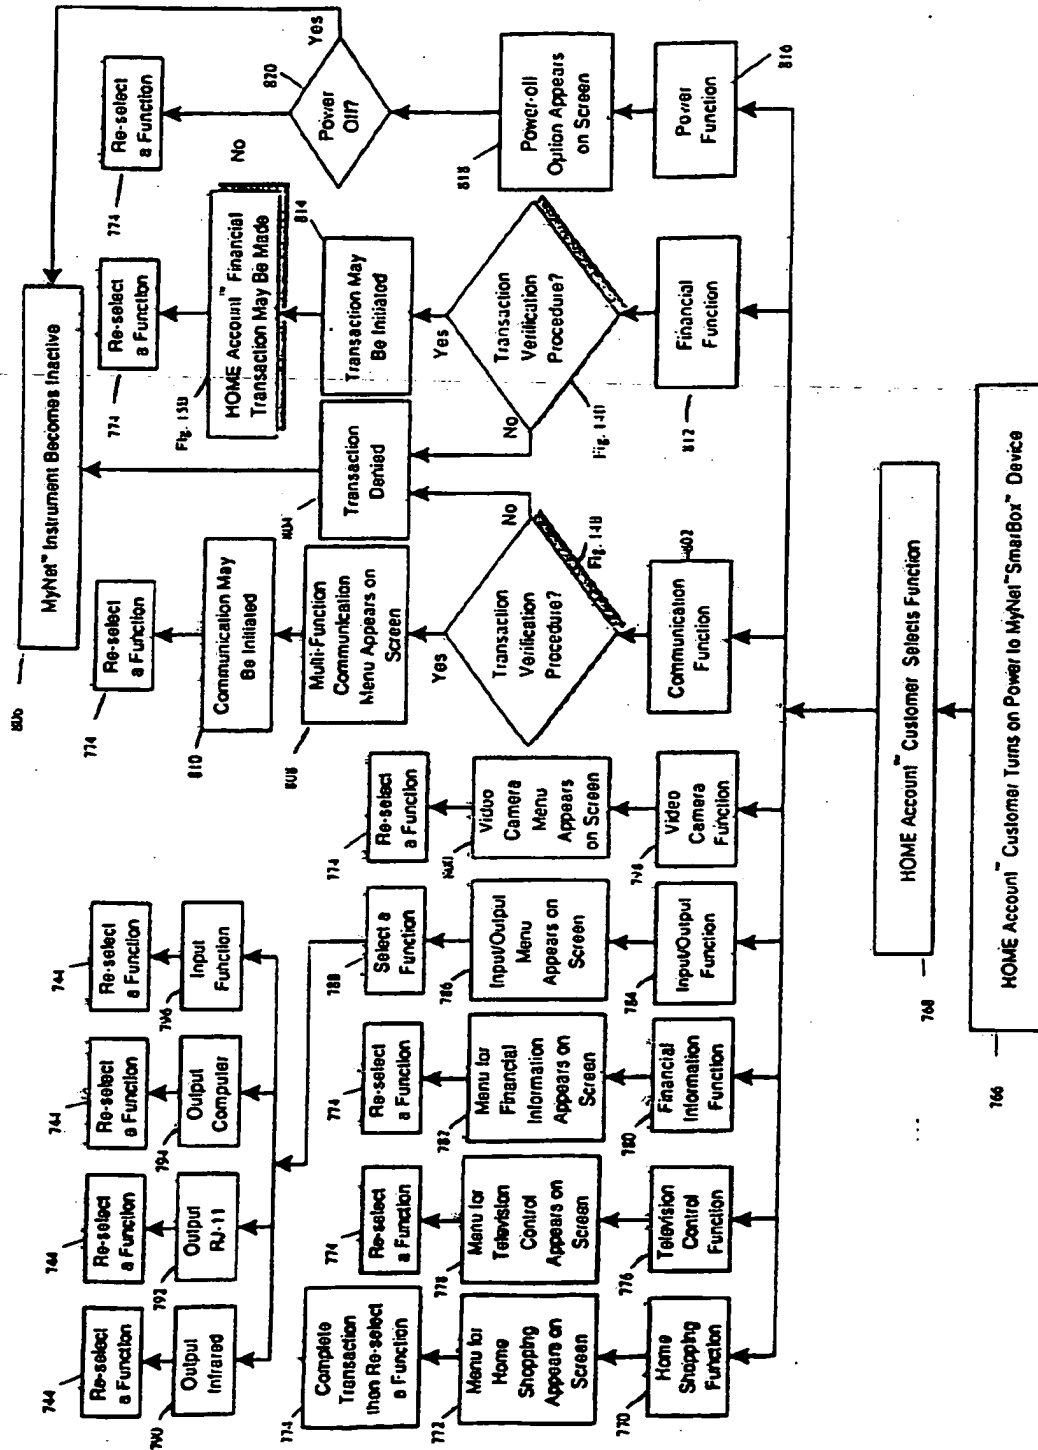 766
HOME Account™ Customer Turns on Power to MyNet™ SmarBox™ Device
768
HOME Account™ Customer Selects Function
770
Home
Shopping
Function
772
Menu for
Home
Shopping
Appears on
Screen
774
Complete
Transaction
then Re-select
a Function
776
Television
Control
Function
778
Menu for
Television
Control
Appears on
Screen
774
Re-select
a Function
780
Financial
Information
Function
782
Menu for
Financial
Information
Appears on
Screen
774
Re-select
a Function
784
Input/Output
Function
786
Input/Output
Menu
Appears on
Screen
788
Select a
Function
790
Output
Infrared
744
Re-select
a Function
792
Output
RJ-11
744
Re-select
a Function
794
Output
Computer
744
Re-select
a Function
796
Input
Function
744
Re-select
a Function
798
Video
Camera
Function
800
Video
Camera
Menu
Appears
on Screen
774
Re-select
a Function
802
Communication
Function
Transaction
Verification
Procedure?
Fig. 14B
Yes
No
808
Multi-Function
Communication
Menu Appears on
Screen
810
Communication May
Be Initiated
774
Re-select
a Function
804
Transaction
Denied
806
MyNet™ Instrument Becomes Inactive
812
Financial
Function
Transaction
Verification
Procedure?
Fig. 14B
No
Yes
814
Transaction May
Be Initiated
Fig. 15B
HOME Account™ Financial
Transaction May Be Made
774
Re-select
a Function
816
Power
Function
818
Power-off
Option Appears
on Screen
820
Power
Off?
No
Yes
774
Re-select
a Function